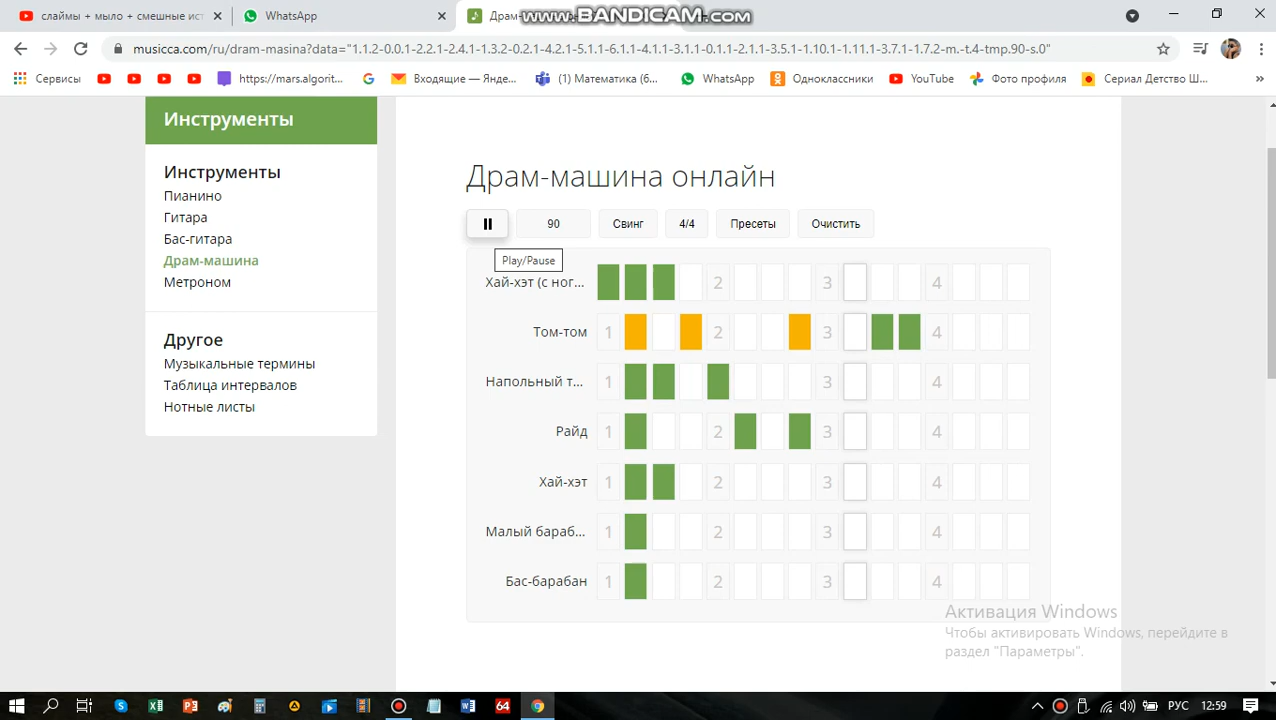 слаймы + мыло + смешные ист
WhatsApp
Драм-м
www.BANDICAM.com
musicca.com/ru/dram-masina?data="1.1.2-0.0.1-2.2.1-2.4.1-1.3.2-0.2.1-4.2.1-5.1.1-6.1.1-4.1.1-3.1.1-0.1.1-2.1.1-3.5.1-1.10.1-1.11.1-3.7.1-1.7.2-m.-t.4-tmp.90-s.0"
Сервисы
https://mars.algorit...
Входящие — Янде...
(1) Математика (б...
WhatsApp
Одноклассники
YouTube
Фото профиля
Сериал Детство Ш...
»
Инструменты
Инструменты
Пианино
Гитара
Бас-гитара
Драм-машина
Метроном
Другое
Музыкальные термины
Таблица интервалов
Нотные листы
Драм-машина онлайн
90 Свинг 4/4 Пресеты Очистить
Play/Pause
Хай-хэт (с ног... 2 3 4
Том-том 1 2 3 4
Напольный т... 1 3 4
Райд 1 2 3 4
Хай-хэт 1 2 3 4
Малый бараб... 1 2 3 4
Бас-барабан 1 2 3 4
Активация Windows
Чтобы активировать Windows, перейдите в
раздел "Параметры".
64
РУС 12:59